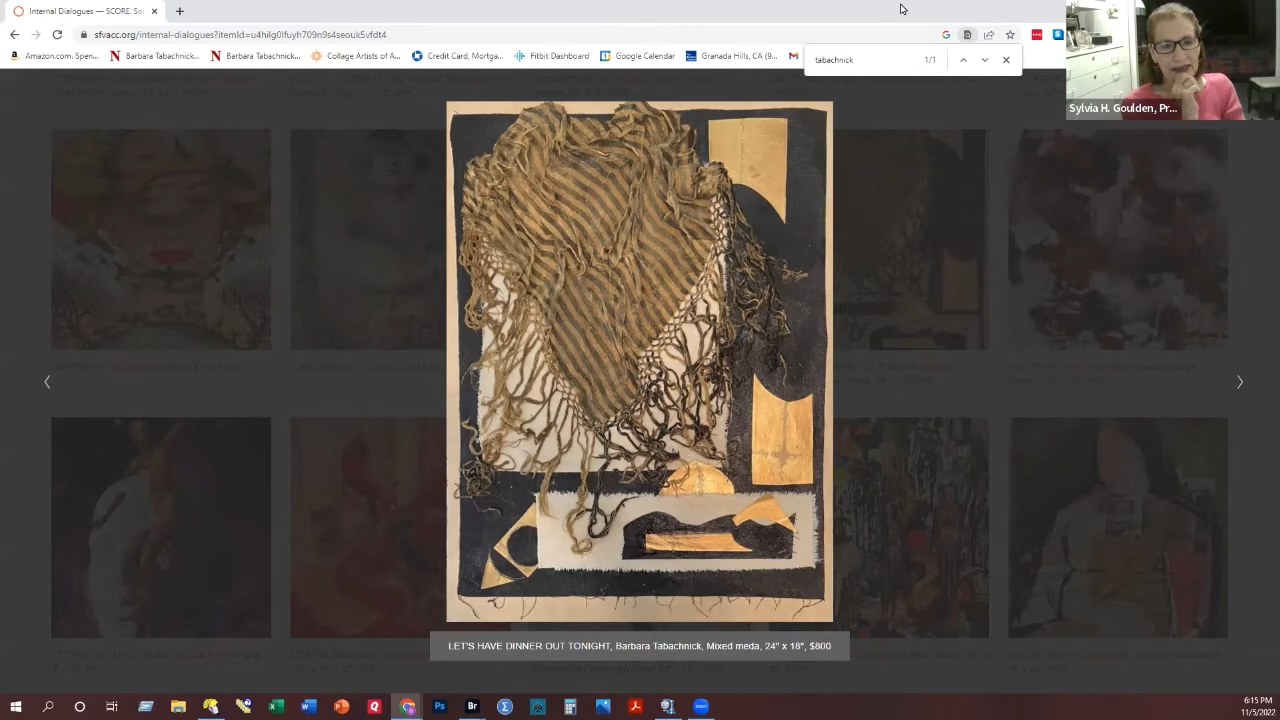 Internal Dialogues — SCORE, So
sfvacc.org/internal-dialogues?itemId=u4hilg0lfuyh709n9s4seouk5vfdt4
Amazon.com. Spen...
Barbara Tabachnick...
Barbara Tabachnick...
Collage Artists of A...
Credit Card, Mortga...
Fitbit Dashboard
Google Calendar
Granada Hills, CA (9...
tabachnick
1/1
Sylvia H. Goulden, Pr...
LET'S HAVE DINNER OUT TONIGHT, Barbara Tabachnick, Mixed meda, 24" x 18", $800
6:15 PM
11/5/2022